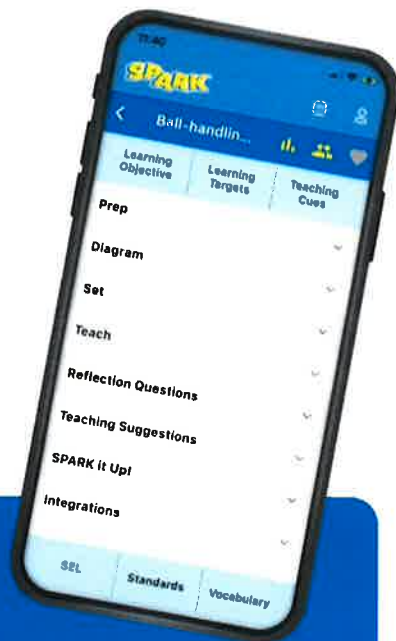 11:40
SPARK
Ball-handlin...
Learning Objective
Learning Targets
Teaching Cues
Prep
Diagram
Set
Teach
Reflection Questions
Teaching Suggestions
SPARK it Up!
Integrations
SEL
Standards
Vocabulary